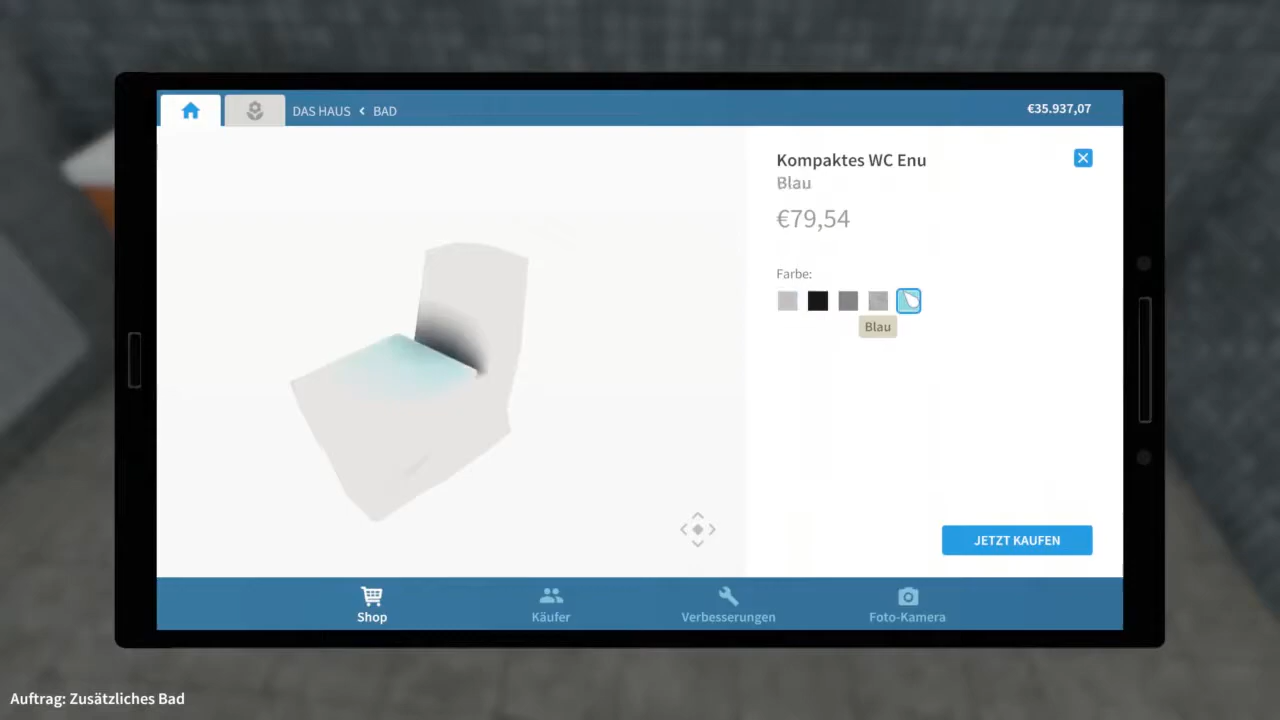 DAS HAUS < BAD
€35.937,07
Kompaktes WC Enu
Blau
€79,54
Farbe:
Blau
JETZT KAUFEN
Shop
Käufer
Verbesserungen
Foto-Kamera
Auftrag: Zusätzliches Bad